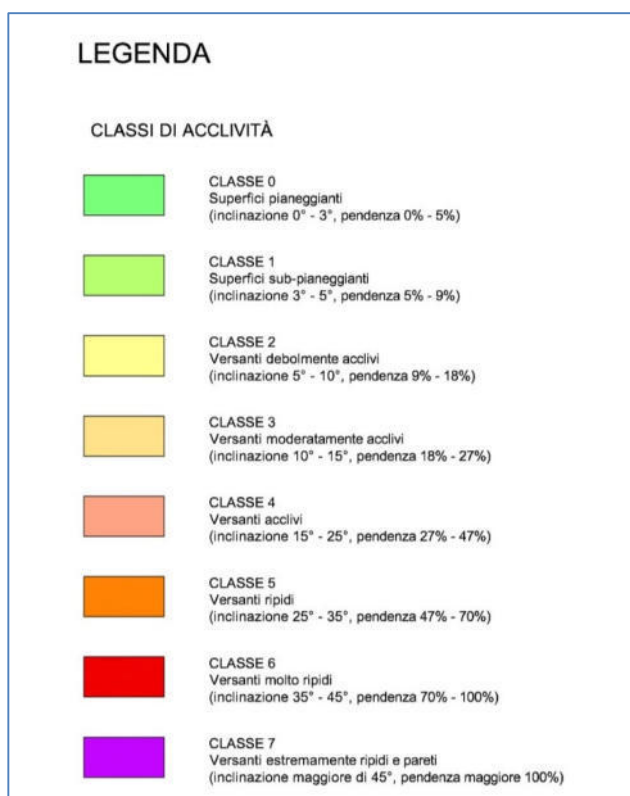 LEGENDA
CLASSI DI ACCLIVITÀ
CLASSE 0
Superfici pianeggianti
(inclinazione 0° - 3°, pendenza 0% - 5%)
CLASSE 1
Superfici sub-pianeggianti
(inclinazione 3° - 5°, pendenza 5% - 9%)
CLASSE 2
Versanti debolmente acclivi
(inclinazione 5° - 10°, pendenza 9% - 18%)
CLASSE 3
Versanti moderatamente acclivi
(inclinazione 10° - 15°, pendenza 18% - 27%)
CLASSE 4
Versanti acclivi
(inclinazione 15° - 25°, pendenza 27% - 47%)
CLASSE 5
Versanti ripidi
(inclinazione 25° - 35°, pendenza 47% - 70%)
CLASSE 6
Versanti molto ripidi
(inclinazione 35° - 45°, pendenza 70% - 100%)
CLASSE 7
Versanti estremamente ripidi e pareti
(inclinazione maggiore di 45°, pendenza maggiore 100%)